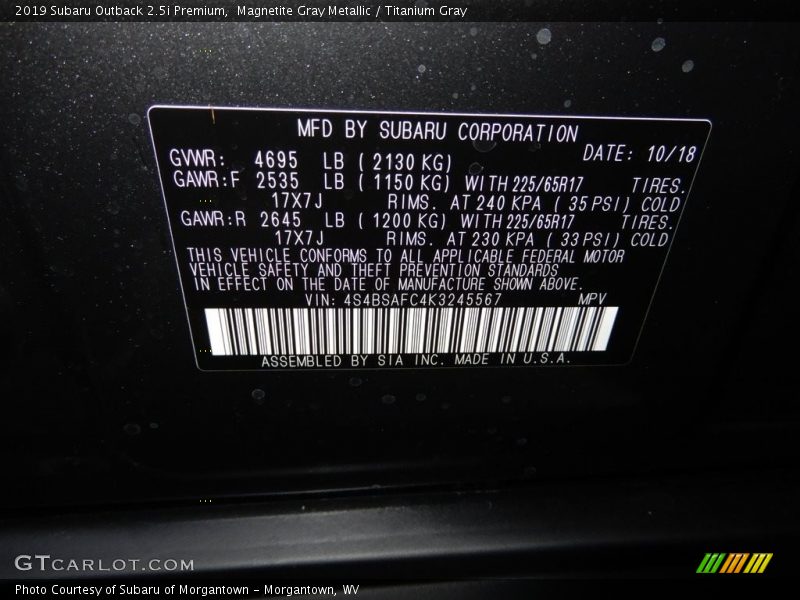 2019 Subaru Outback 2.5i Premium,  Magnetite Gray Metallic / Titanium Gray
MFD BY SUBARU CORPORATION
DATE: 10/18
GVWR: 4695 LB ( 2130 KG)
GAWR:F 2535 LB ( 1150 KG) WITH 225/65R17 TIRES.
17X7J RIMS. AT 240 KPA ( 35 PSI) COLD
GAWR:R 2645 LB ( 1200 KG) WITH 225/65R17 TIRES.
17X7J RIMS. AT 230 KPA ( 33 PSI) COLD
THIS VEHICLE CONFORMS TO ALL APPLICABLE FEDERAL MOTOR
VEHICLE SAFETY AND THEFT PREVENTION STANDARDS
IN EFFECT ON THE DATE OF MANUFACTURE SHOWN ABOVE.
VIN: 4S4BSAFC4K3245567 MPV
ASSEMBLED BY SIA INC. MADE IN U.S.A.
GTCARLOT.COM
Photo Courtesy of Subaru of Morgantown - Morgantown, WV